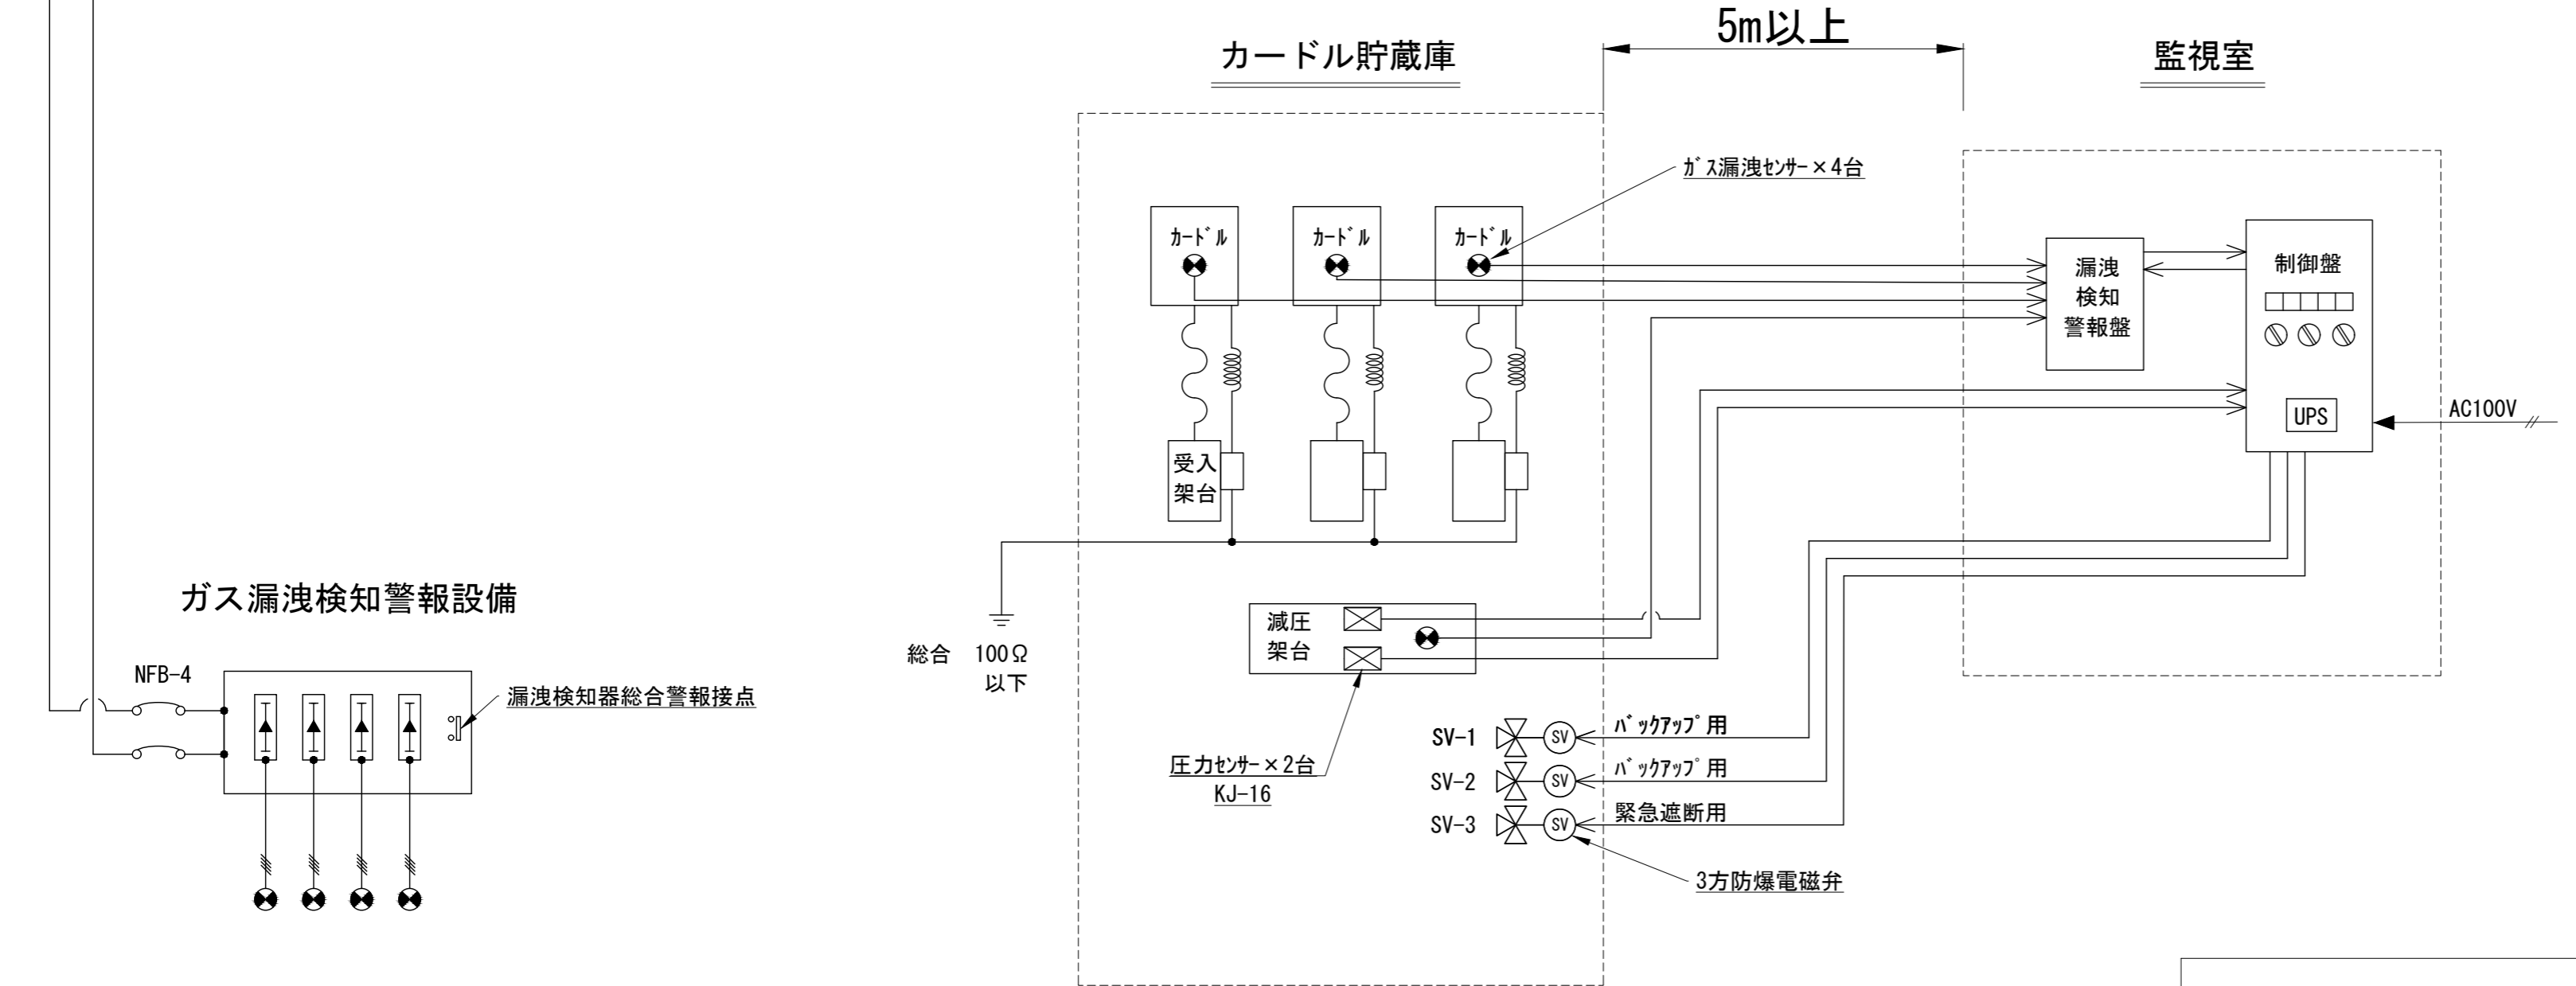 5m以上
カードル貯蔵庫
監視室
ｶﾞｽ漏洩ｾﾝｻｰ×4台
ｶｰﾄﾞﾙ
ｶｰﾄﾞﾙ
ｶｰﾄﾞﾙ
漏洩
検知
警報盤
制御盤
UPS
AC100V
受入
架台
ガス漏洩検知警報設備
NFB-4
漏洩検知器総合警報接点
総合 100Ω
以下
減圧
架台
圧力ｾﾝｻｰ×2台
KJ-16
SV-1
SV
ﾊﾞｯｸｱｯﾌﾟ用
SV-2
SV
ﾊﾞｯｸｱｯﾌﾟ用
SV-3
SV
緊急遮断用
3方防爆電磁弁